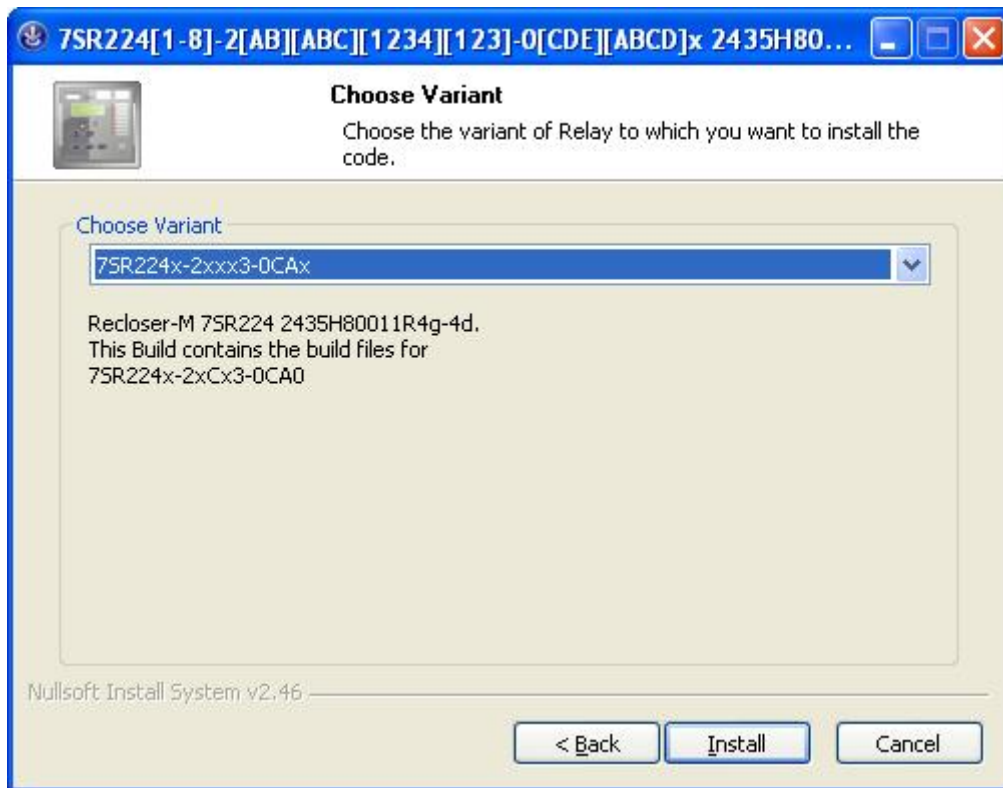 7SR224[1-8]-2[AB][ABC][1234][123]-0[CDE][ABCD]x 2435H80...
Choose Variant
Choose the variant of Relay to which you want to install the
code.
Choose Variant
7SR224x-2xxx3-0CAx
Recloser-M 7SR224 2435H80011R4g-4d.
This Build contains the build files for
7SR224x-2xCx3-0CA0
Nullsoft Install System v2.46
< Back
Install
Cancel